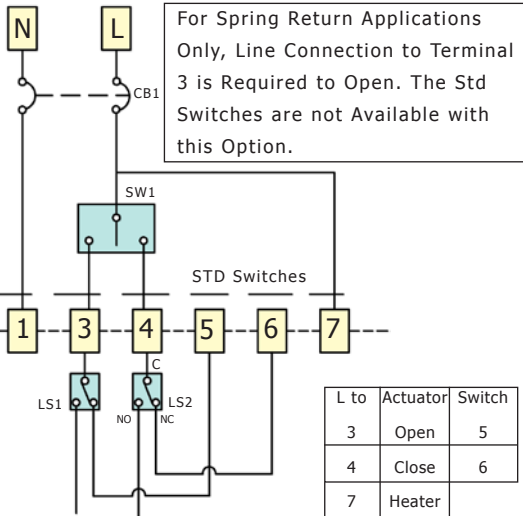 N
L
For Spring Return Applications
Only, Line Connection to Terminal
3 is Required to Open. The Std
Switches are not Available with
this Option.
CB1
SW1
STD Switches
1
3
4
5
6
7
C
LS1
LS2
NO
NC
L to Actuator Switch
3 Open 5
4 Close 6
7 Heater